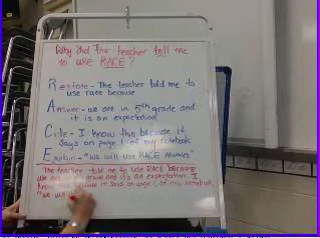 Why did the teacher tell me
to use RACE?
Restate - The teacher told me to
use race because
Answer - we are in 5th grade and
it is an expectation
Cite - I know this because it
says on page 1 of my notebook
Explain - "We will use RACE
The teacher told me to use RACE because
we are in 5th grade and it's an expectation. I
know this because it says on page 1 of my notebook
"We will